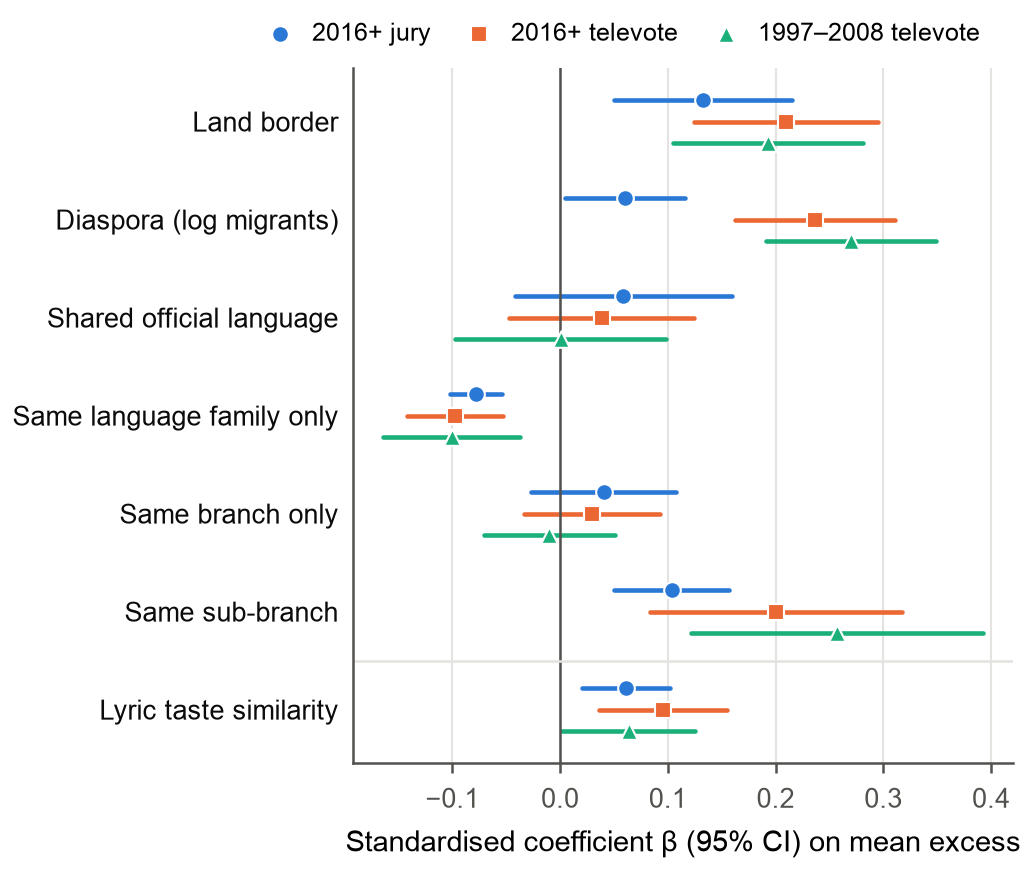 2016+ jury 2016+ televote 1997–2008 televote
Land border
Diaspora (log migrants)
Shared official language
Same language family only
Same branch only
Same sub-branch
Lyric taste similarity
−0.1 0.0 0.1 0.2 0.3 0.4
Standardised coefficient β (95% CI) on mean excess